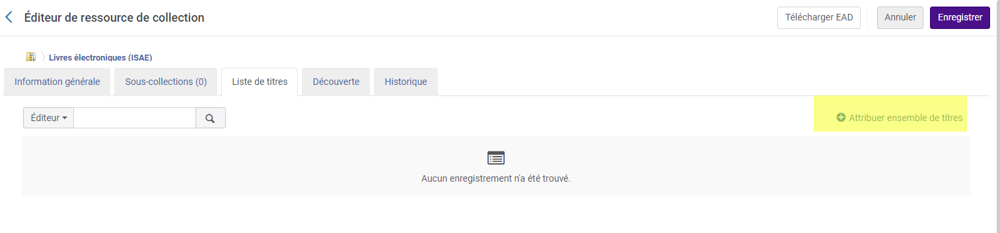 Éditeur de ressource de collection
Télécharger EAD
Annuler
Enregistrer
Livres électroniques (ISAE)
Information générale
Sous-collections (0)
Liste de titres
Découverte
Historique
Éditeur
Attribuer ensemble de titres
Aucun enregistrement n'a été trouvé.